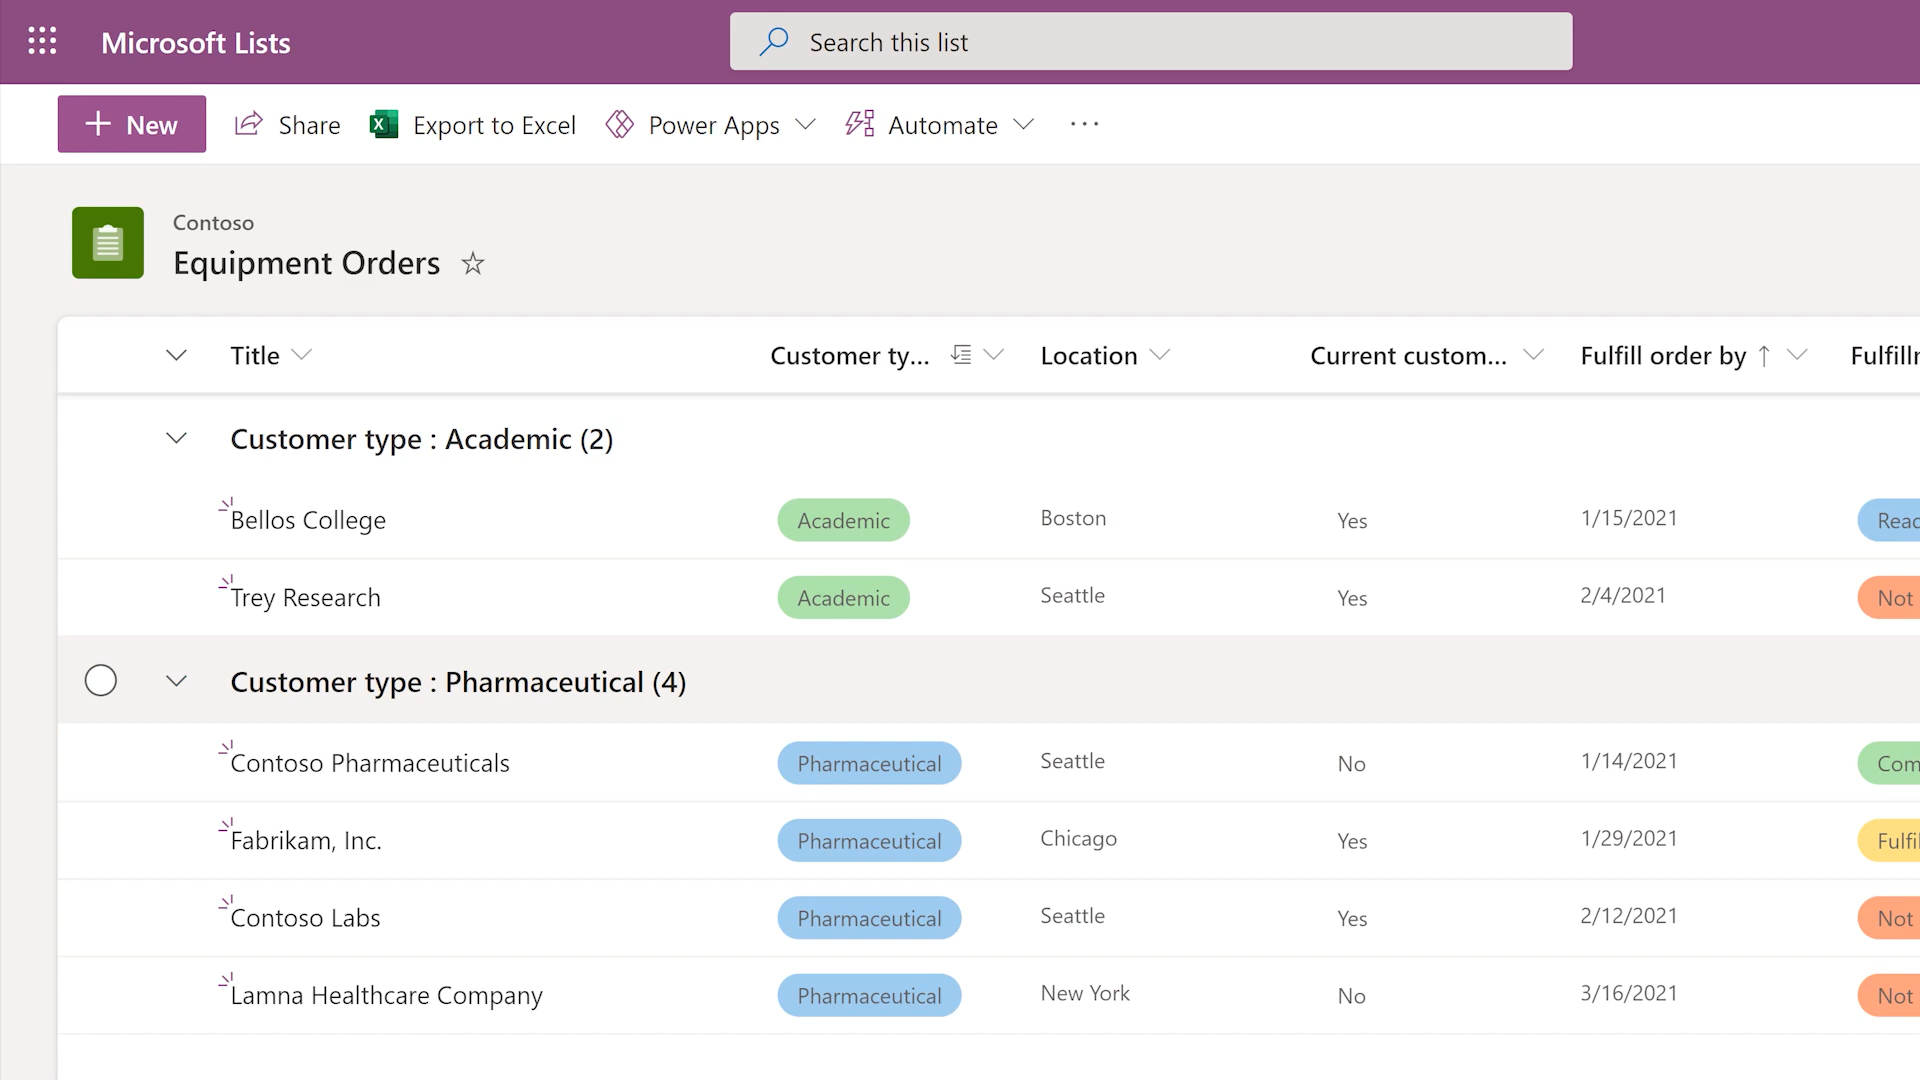 Microsoft Lists
Search this list
New Share Export to Excel Power Apps Automate ...
Contoso
Equipment Orders
Title Customer ty... Location Current custom... Fulfill order by
Customer type : Academic (2)
Bellos College Academic Boston Yes 1/15/2021
Trey Research Academic Seattle Yes 2/4/2021 Not
Customer type : Pharmaceutical (4)
Contoso Pharmaceuticals Pharmaceutical Seattle No 1/14/2021
Fabrikam, Inc. Pharmaceutical Chicago Yes 1/29/2021
Contoso Labs Pharmaceutical Seattle Yes 2/12/2021 Not
Lamna Healthcare Company Pharmaceutical New York No 3/16/2021 Not